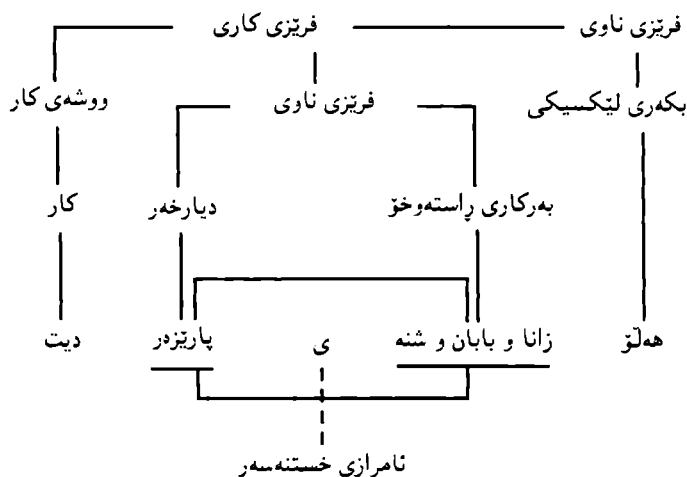 فرێزی ناوی فرێزی کاری
بکەری لێکسیکی فرێزی ناوی ووشەی کار
بەرکاری ڕاستەوخۆ دیارخەر کار
هەڵۆ زانا و بابان و شنە ی پارێزەر دیت
ئامرازی خستنەسەر